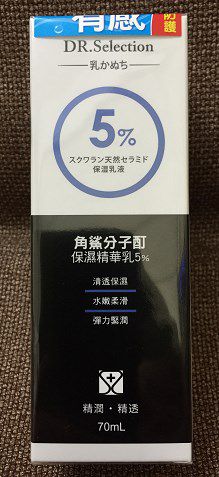 有感
防護
DR.Selection
乳かぬち
5%
スクワラン天然セラミド
保湿乳液
角鯊分子酊
保濕精華乳5%
清透保濕
水嫩柔滑
彈力緊潤
精潤・精透
70mL